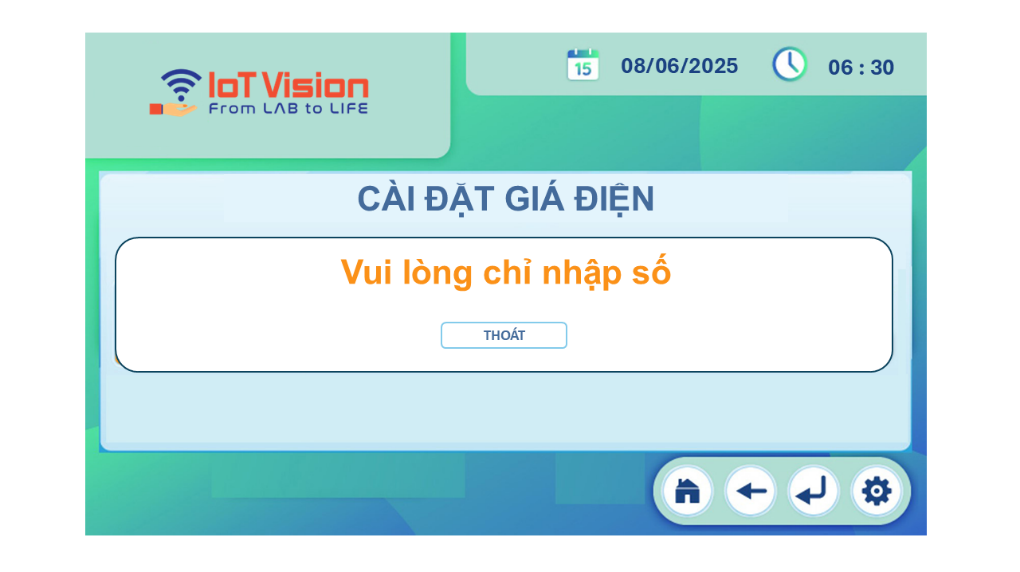 IoT Vision
From LAB to LIFE
15
08/06/2025
06 : 30
CÀI ĐẶT GIÁ ĐIỆN
Vui lòng chỉ nhập số
THOÁT